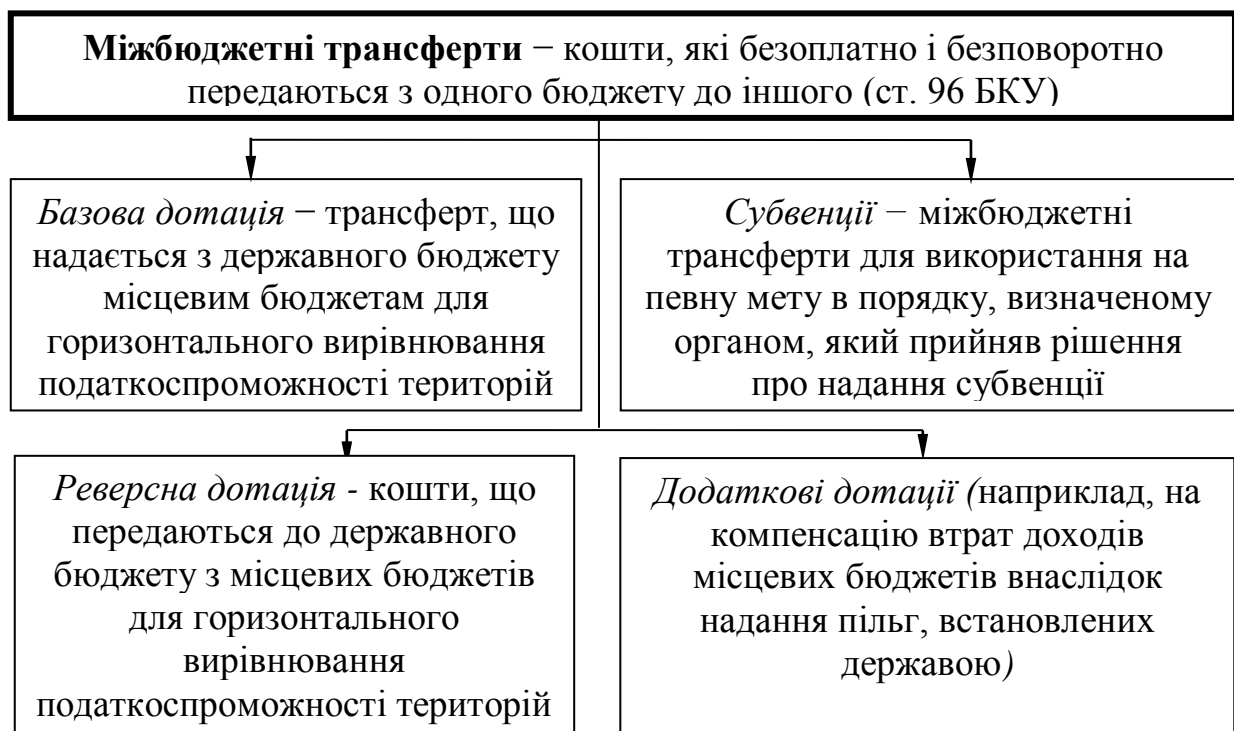 Міжбюджетні трансферти − кошти, які безоплатно і безповоротно
передаються з одного бюджету до іншого (ст. 96 БКУ)
Базова дотація − трансферт, що
надається з державного бюджету
місцевим бюджетам для
горизонтального вирівнювання
податкоспроможності територій
Субвенції − міжбюджетні
трансферти для використання на
певну мету в порядку, визначеному
органом, який прийняв рішення
про надання субвенції
Реверсна дотація - кошти, що
передаються до державного
бюджету з місцевих бюджетів
для горизонтального
вирівнювання
податкоспроможності територій
Додаткові дотації (наприклад, на
компенсацію втрат доходів
місцевих бюджетів внаслідок
надання пільг, встановлених
державою)